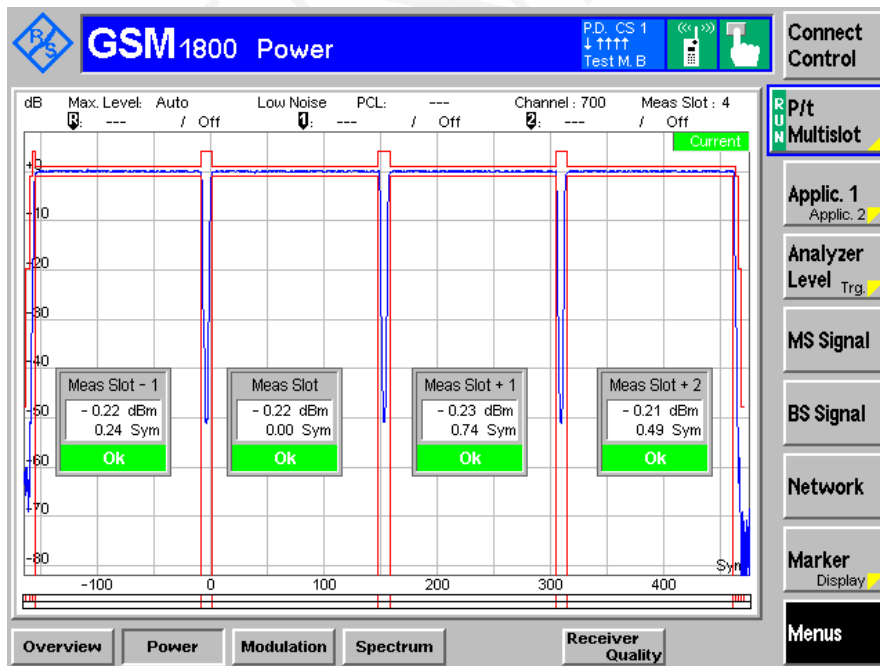 R/S
GSM 1800 Power
P.D. CS 1
↓ ↑↑↑↑
Test M. B
Connect
Control
dB Max. Level: Auto Low Noise PCL: --- Channel : 700 Meas Slot : 4
R: --- / Off 1: --- / Off 2: --- / Off
Current
RUN
P/t
Multislot
Applic. 1
Applic. 2
Analyzer
Level Trg.
MS Signal
BS Signal
Network
Marker
Display
Menus
+0
-10
-20
-30
-40
-50
-60
-70
-80
Meas Slot - 1
- 0.22 dBm
0.24 Sym
Ok
Meas Slot
- 0.22 dBm
0.00 Sym
Ok
Meas Slot + 1
- 0.23 dBm
0.74 Sym
Ok
Meas Slot + 2
- 0.21 dBm
0.49 Sym
Ok
Sym
-100 0 100 200 300 400
Overview Power Modulation Spectrum Receiver
Quality